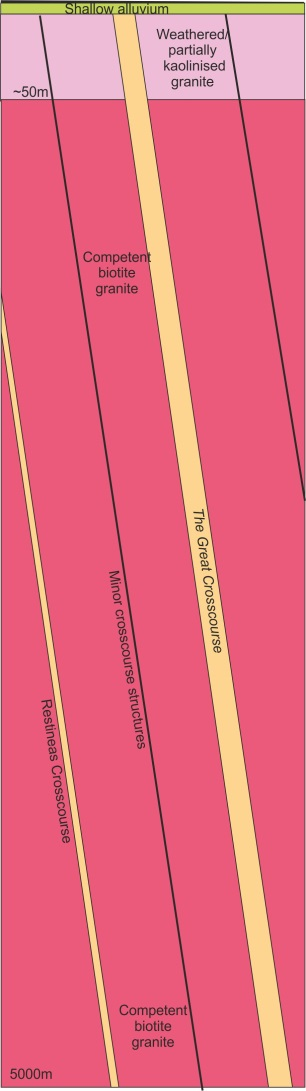 Shallow alluvium
Weathered/
partially
kaolinised
granite
~50m
Competent
biotite
granite
The Great Crosscourse
Minor crosscourse structures
Restineas Crosscourse
Competent
biotite
granite
5000m